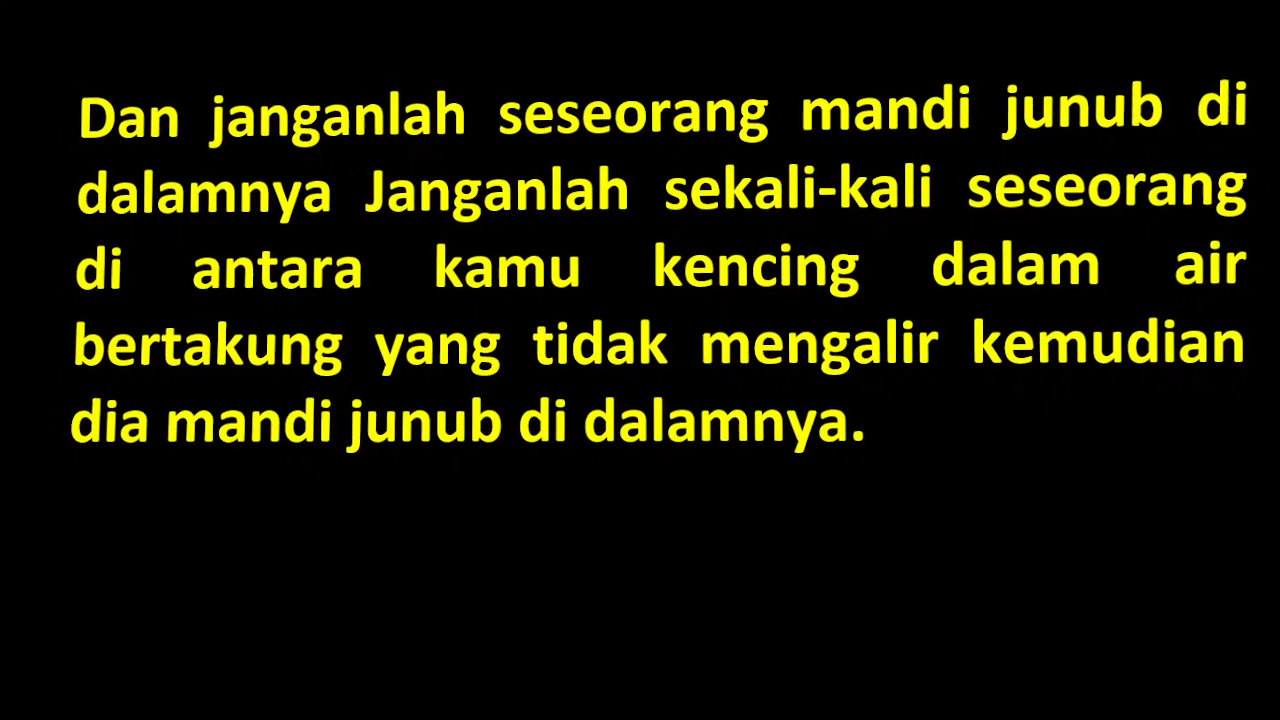 Dan janganlah seseorang mandi junub di
dalamnya Janganlah sekali-kali seseorang
di antara kamu kencing dalam air
bertakung yang tidak mengalir kemudian
dia mandi junub di dalamnya.